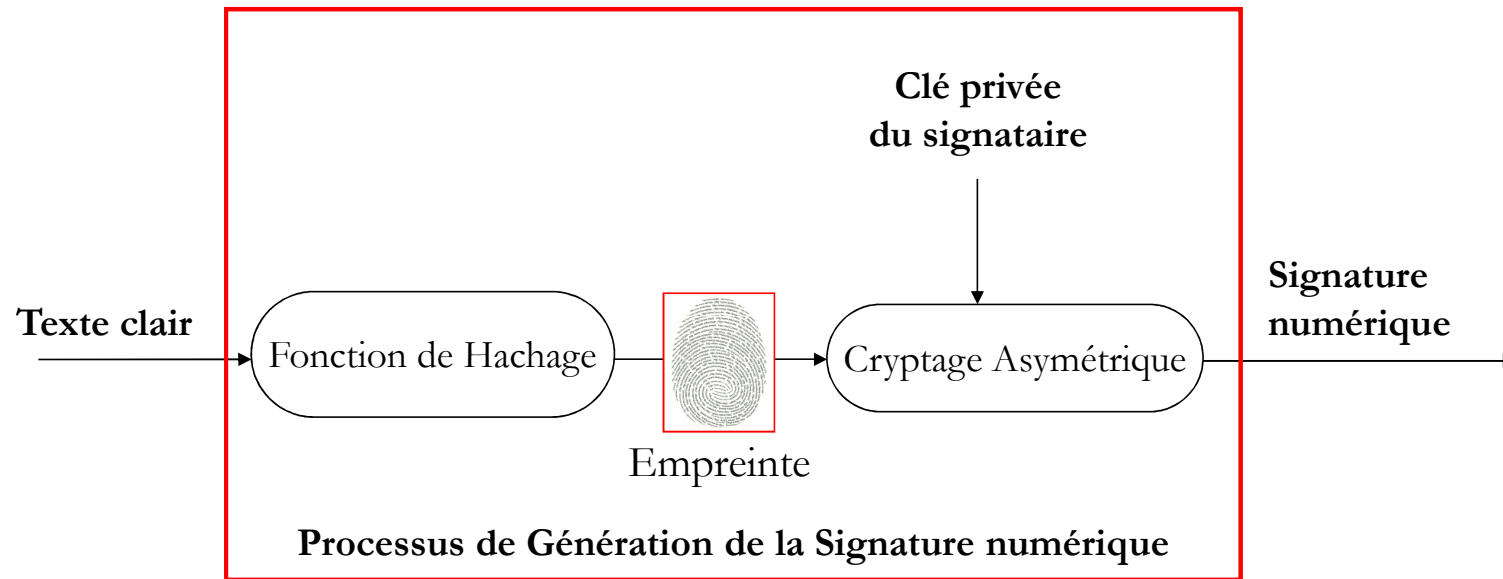 Clé privée
du signataire
Texte clair
Fonction de Hachage
Empreinte
Cryptage Asymétrique
Signature
numérique
Processus de Génération de la Signature numérique